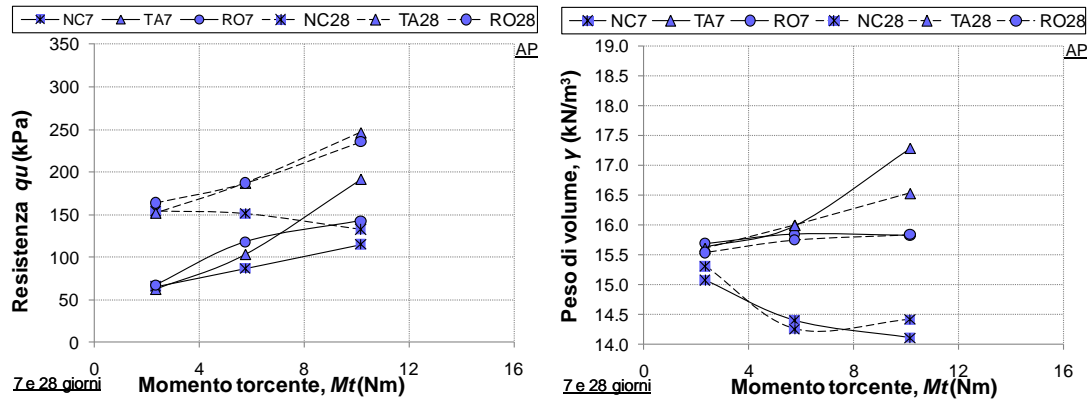 NC7 TA7 RO7 NC28 TA28 RO28
AP
350
300
250
200
150
100
50
0
0 4 8 12 16
Resistenza qu (kPa)
Momento torcente, Mt(Nm)
7 e 28 giorni
NC7 TA7 RO7 NC28 TA28 RO28
AP
19.0
18.5
18.0
17.5
17.0
16.5
16.0
15.5
15.0
14.5
14.0
0 4 8 12 16
Peso di volume, γ (kN/m³)
Momento torcente, Mt(Nm)
7 e 28 giorni